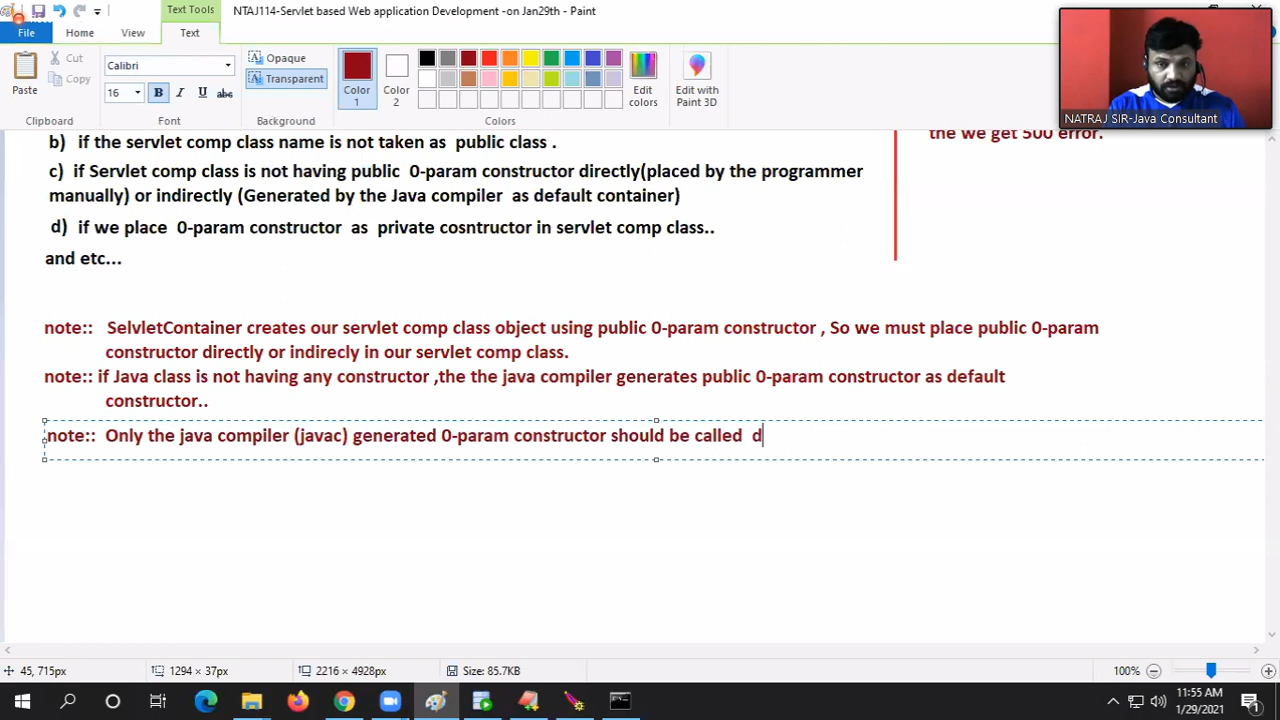 Text Tools
NTAJ114-Servlet based Web application Development -on Jan29th - Paint
File
Home
View
Text
Paste
Cut
Copy
Clipboard
Calibri
16
B
I
U
abc
Font
Opaque
Transparent
Background
Color 1
Color 2
Edit colors
Edit with Paint 3D
Colors
NATRAJ SIR-Java Consultant
the we get 500 error.
b) if the servlet comp class name is not taken as public class .
c) if Servlet comp class is not having public 0-param constructor directly(placed by the programmer
manually) or indirectly (Generated by the Java compiler as default container)
d) if we place 0-param constructor as private cosntructor in servlet comp class..
and etc...
note:: SelvletContainer creates our servlet comp class object using public 0-param constructor , So we must place public 0-param
constructor directly or indirecly in our servlet comp class.
note:: if Java class is not having any constructor ,the the java compiler generates public 0-param constructor as default
constructor..
note:: Only the java compiler (javac) generated 0-param constructor should be called d
45, 715px
1294 × 37px
2216 × 4928px
Size: 85.7KB
100%
11:55 AM
1/29/2021
1